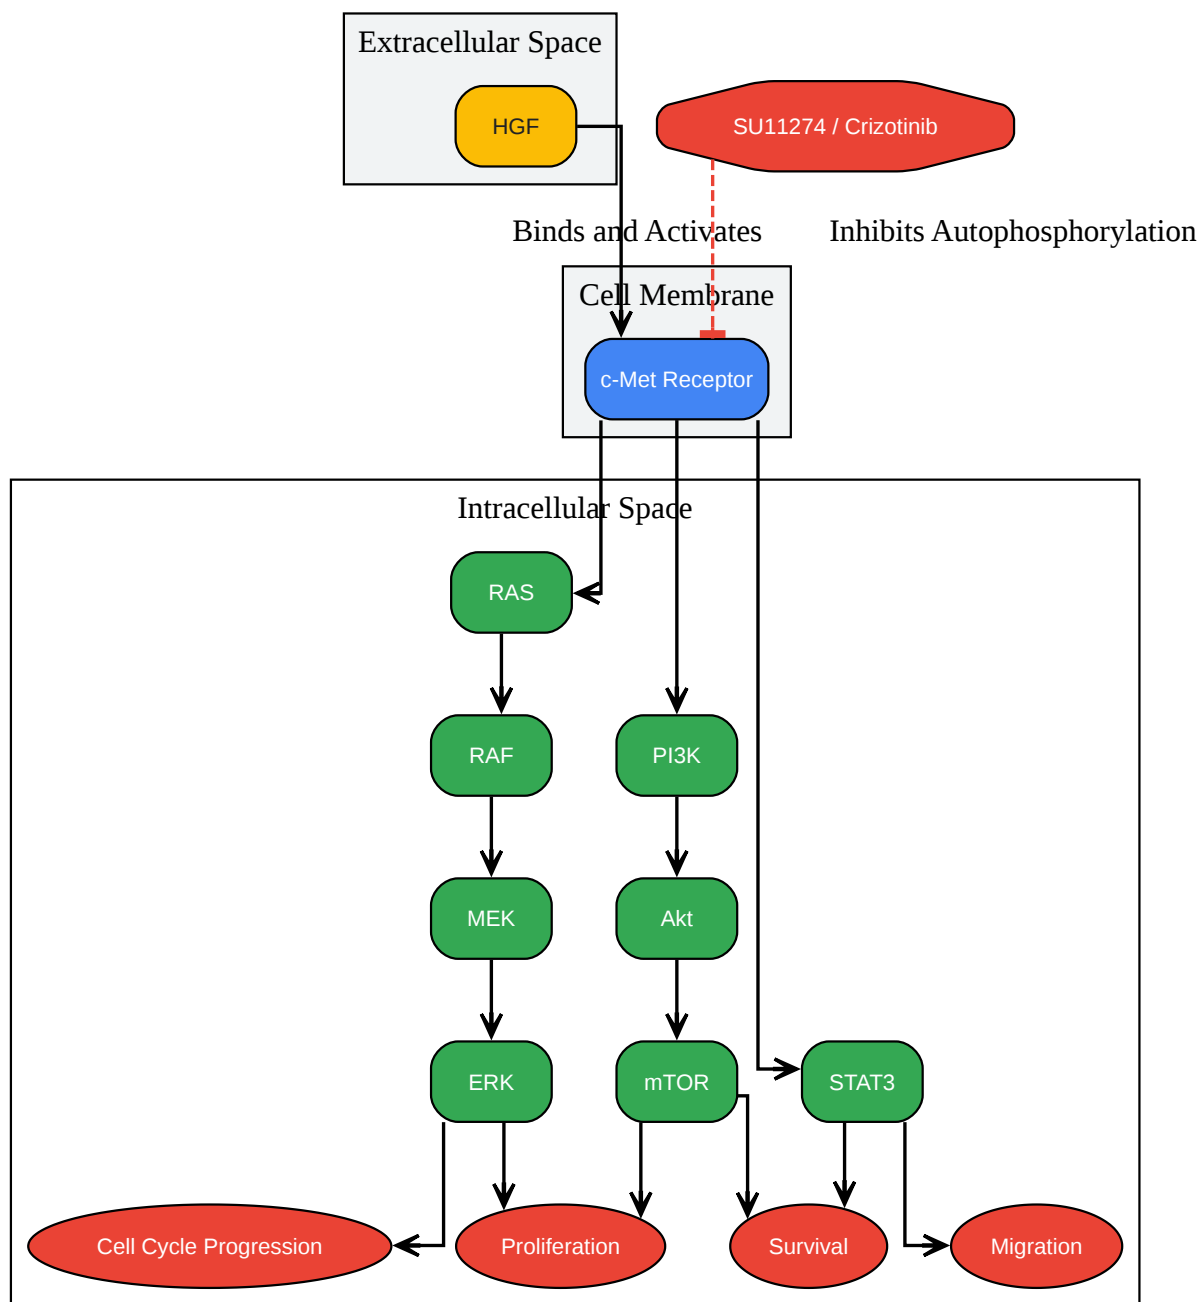 Extracellular Space
HGF
SU11274 / Crizotinib
Binds and Activates
Inhibits Autophosphorylation
Cell Membrane
c-Met Receptor
Intracellular Space
RAS
RAF
PI3K
MEK
Akt
ERK
mTOR
STAT3
Cell Cycle Progression
Proliferation
Survival
Migration